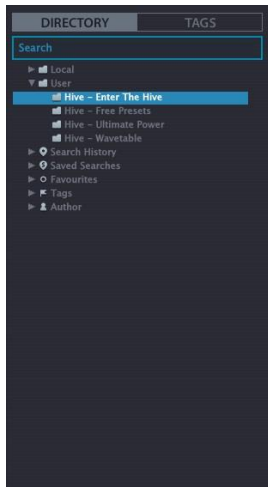 DIRECTORY TAGS
Search
Local
User
Hive - Enter The Hive
Hive - Free Presets
Hive - Ultimate Power
Hive - Wavetable
Search History
Saved Searches
Favourites
Tags
Author